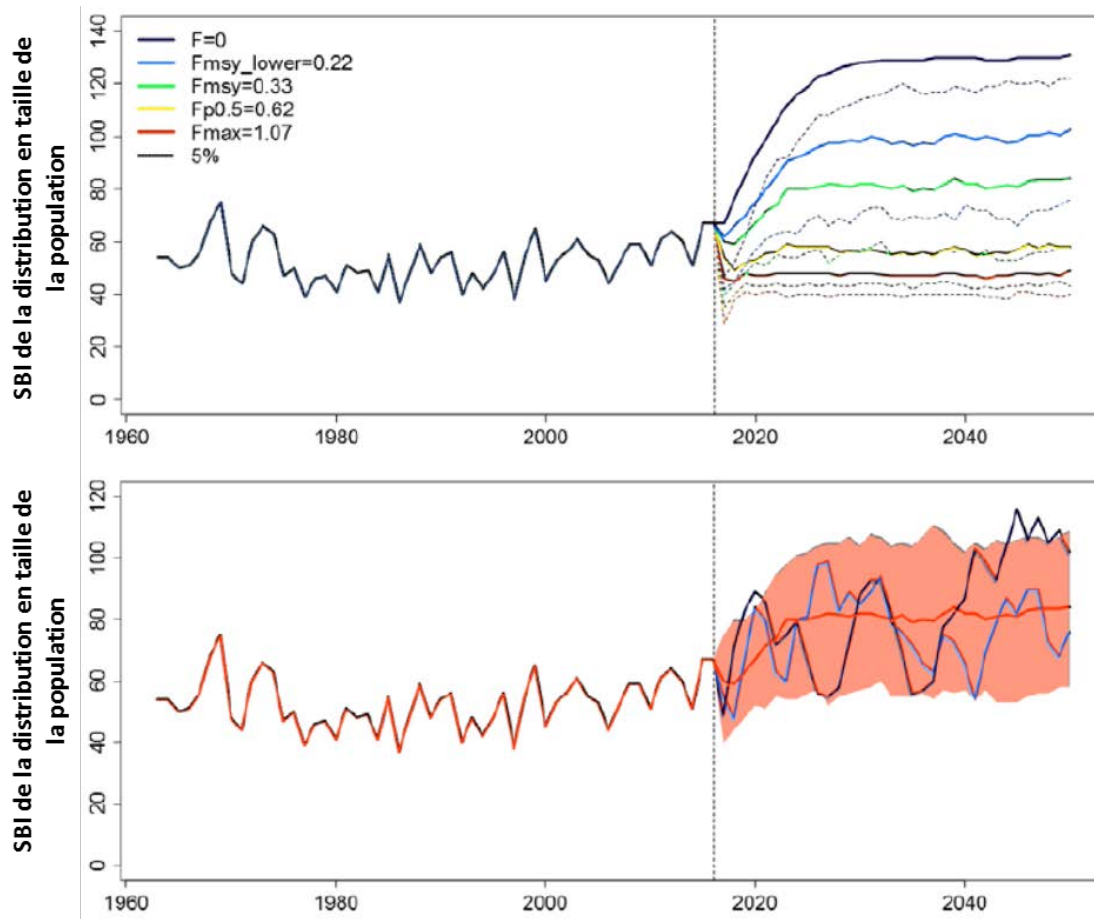 SBI de la distribution en taille de
la population
140
120
100
80
60
40
20
0
F=0
Fmsy_lower=0.22
Fmsy=0.33
Fp0.5=0.62
Fmax=1.07
5%
1960 1980 2000 2020 2040
SBI de la distribution en taille de
la population
120
100
80
60
40
20
0
1960 1980 2000 2020 2040